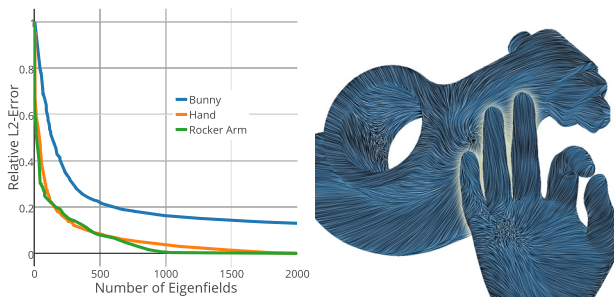 1
0.8
0.6
0.4
0.2
0
0
500
1000
1500
2000
Relative L2-Error
Number of Eigenfields
Bunny
Hand
Rocker Arm